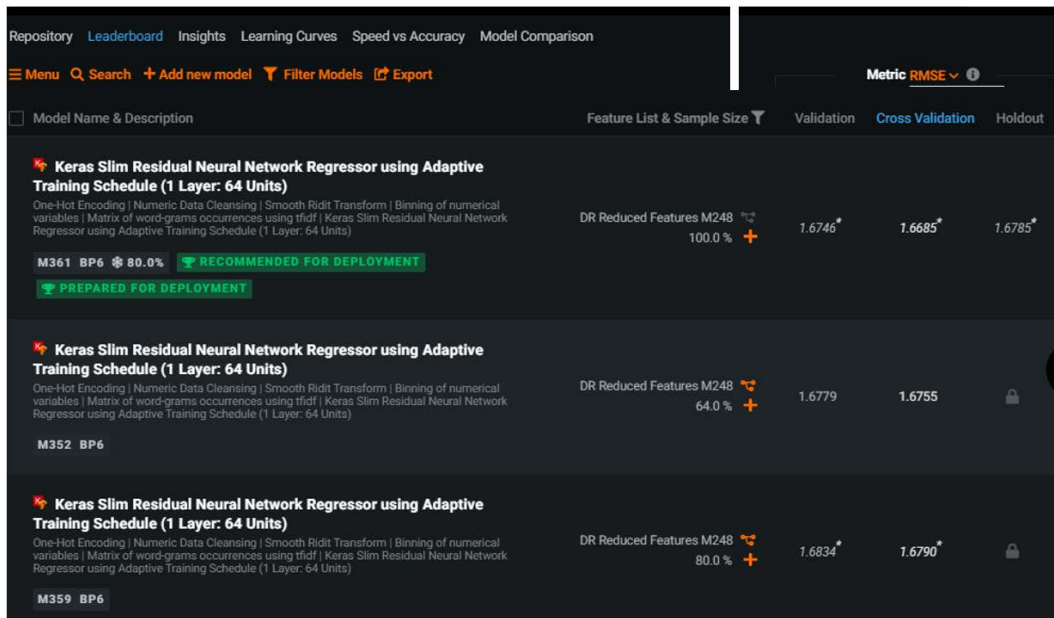 Repository Leaderboard Insights Learning Curves Speed vs Accuracy Model Comparison
Menu Search + Add new model Filter Models Export
Metric RMSE
Model Name & Description Feature List & Sample Size Validation Cross Validation Holdout
Keras Slim Residual Neural Network Regressor using Adaptive
Training Schedule (1 Layer: 64 Units)
One-Hot Encoding | Numeric Data Cleansing | Smooth Ridit Transform | Binning of numerical
variables | Matrix of word-grams occurrences using tfidf | Keras Slim Residual Neural Network
Regressor using Adaptive Training Schedule (1 Layer: 64 Units)
DR Reduced Features M248
100.0 % +
1.6746* 1.6685* 1.6785*
M361 BP6 80.0% RECOMMENDED FOR DEPLOYMENT
PREPARED FOR DEPLOYMENT
Keras Slim Residual Neural Network Regressor using Adaptive
Training Schedule (1 Layer: 64 Units)
One-Hot Encoding | Numeric Data Cleansing | Smooth Ridit Transform | Binning of numerical
variables | Matrix of word-grams occurrences using tfidf | Keras Slim Residual Neural Network
Regressor using Adaptive Training Schedule (1 Layer: 64 Units)
DR Reduced Features M248
64.0 % +
1.6779 1.6755
M352 BP6
Keras Slim Residual Neural Network Regressor using Adaptive
Training Schedule (1 Layer: 64 Units)
One-Hot Encoding | Numeric Data Cleansing | Smooth Ridit Transform | Binning of numerical
variables | Matrix of word-grams occurrences using tfidf | Keras Slim Residual Neural Network
Regressor using Adaptive Training Schedule (1 Layer: 64 Units)
DR Reduced Features M248
80.0 % +
1.6834* 1.6790*
M359 BP6